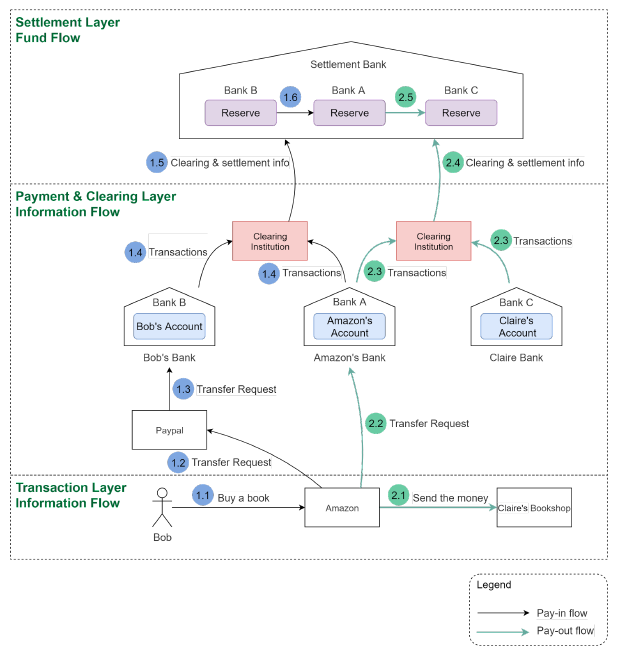 Settlement Layer
Fund Flow
Settlement Bank
Bank B
1.6
Bank A
2.5
Bank C
Reserve
Reserve
Reserve
1.5 Clearing & settlement info
2.4 Clearing & settlement info
Payment & Clearing Layer
Information Flow
Clearing
Institution
Clearing
Institution
1.4 Transactions
2.3 Transactions
1.4 Transactions
2.3 Transactions
Bank B
Bank A
Bank C
Bob's Account
Amazon's
Account
Claire's
Account
Bob's Bank
Amazon's Bank
Claire Bank
1.3 Transfer Request
2.2 Transfer Request
Paypal
1.2 Transfer Request
Transaction Layer
Information Flow
1.1 Buy a book
2.1 Send the money
Amazon
Claire's Bookshop
Bob
Legend
Pay-in flow
Pay-out flow